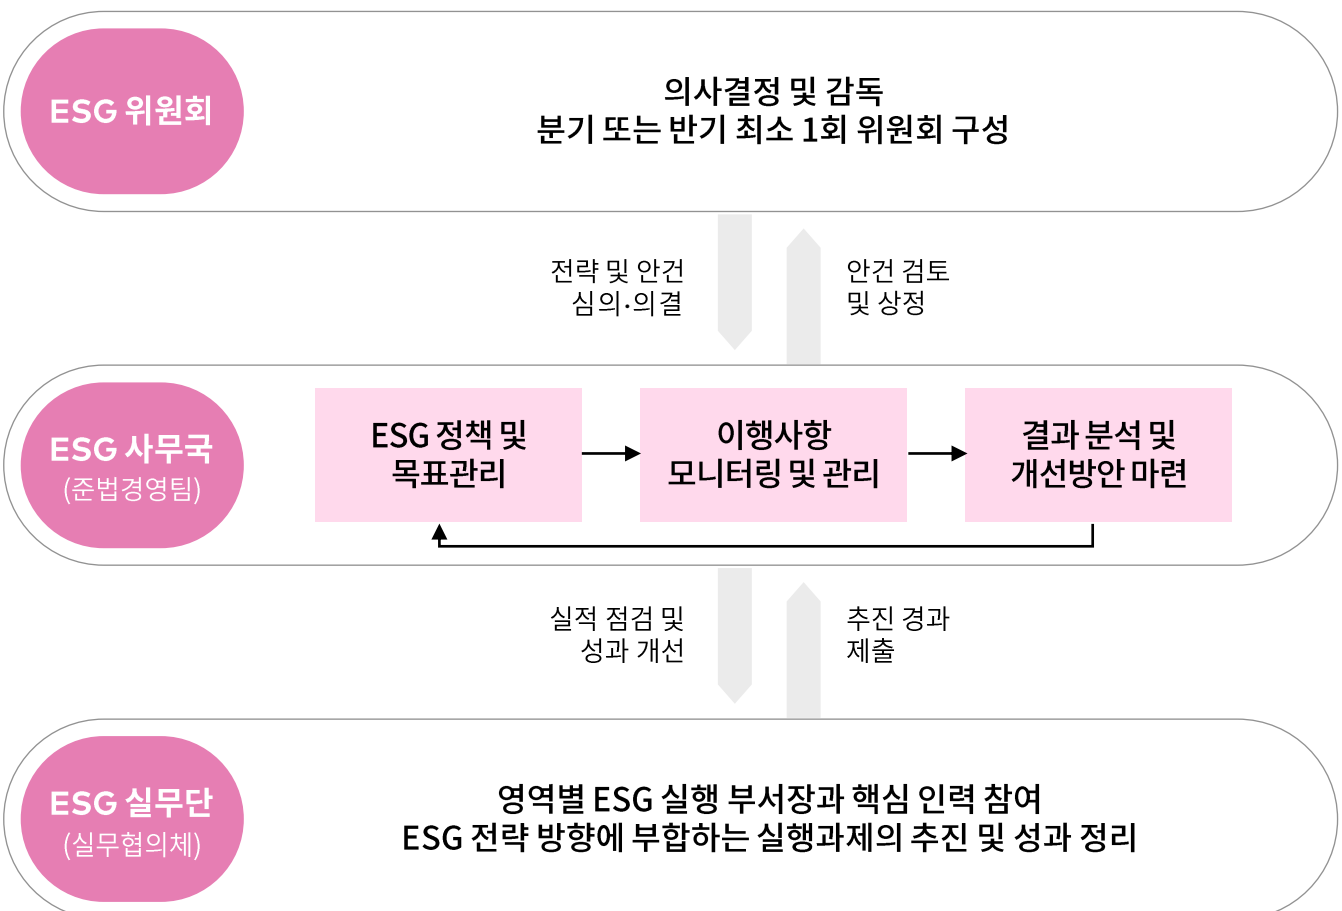 ESG 위원회
의사결정 및 감독
분기 또는 반기 최소 1회 위원회 구성
전략 및 안건
심의·의결
안건 검토
및 상정
ESG 사무국
(준법경영팀)
ESG 정책 및
목표관리
이행사항
모니터링 및 관리
결과 분석 및
개선방안 마련
실적 점검 및
성과 개선
추진 경과
제출
ESG 실무단
(실무협의체)
영역별 ESG 실행 부서장과 핵심 인력 참여
ESG 전략 방향에 부합하는 실행과제의 추진 및 성과 정리